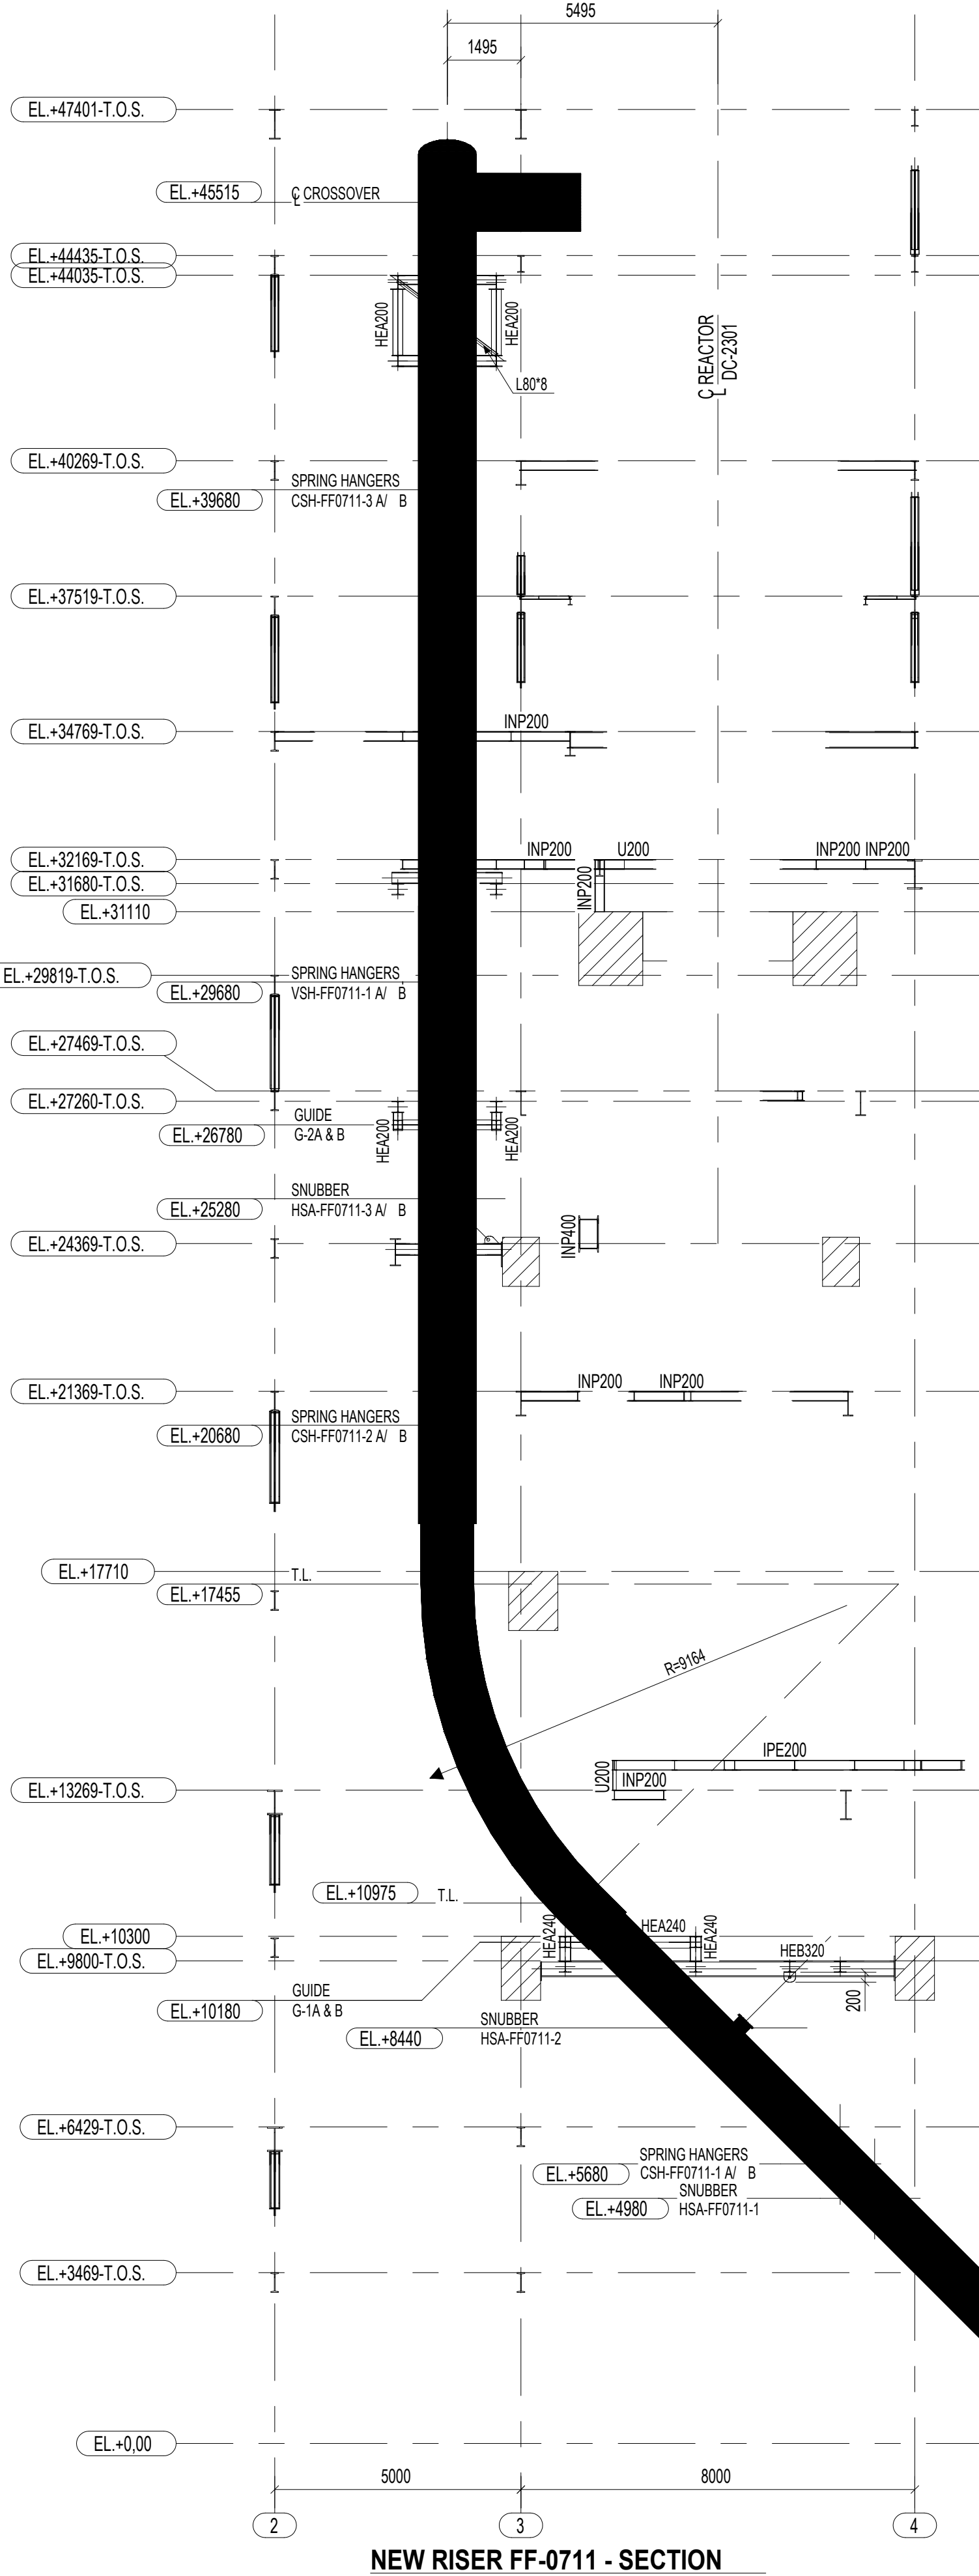 5495
1495
EL.+47401-T.O.S.
EL.+45515
℄ CROSSOVER
EL.+44435-T.O.S.
EL.+44035-T.O.S.
HEA200
HEA200
℄ REACTOR
DC-2301
L80*8
EL.+40269-T.O.S.
SPRING HANGERS
EL.+39680
CSH-FF0711-3 A/ B
EL.+37519-T.O.S.
INP200
EL.+34769-T.O.S.
INP200
U200
INP200
INP200
EL.+32169-T.O.S.
EL.+31680-T.O.S.
INP200
EL.+31110
EL.+29819-T.O.S.
SPRING HANGERS
EL.+29680
VSH-FF0711-1 A/ B
EL.+27469-T.O.S.
EL.+27260-T.O.S.
GUIDE
EL.+26780
G-2A & B
HEA200
HEA200
SNUBBER
EL.+25280
HSA-FF0711-3 A/ B
EL.+24369-T.O.S.
INP400
EL.+21369-T.O.S.
INP200
INP200
SPRING HANGERS
EL.+20680
CSH-FF0711-2 A/ B
EL.+17710
T.L.
EL.+17455
R=9164
IPE200
U200
INP200
EL.+13269-T.O.S.
EL.+10975
T.L.
EL.+10300
HEA240
HEA240
HEA240
EL.+9800-T.O.S.
HEB320
200
GUIDE
EL.+10180
G-1A & B
SNUBBER
EL.+8440
HSA-FF0711-2
EL.+6429-T.O.S.
SPRING HANGERS
EL.+5680
CSH-FF0711-1 A/ B
SNUBBER
EL.+4980
HSA-FF0711-1
EL.+3469-T.O.S.
EL.+0,00
5000
8000
2
3
4
NEW RISER FF-0711 - SECTION